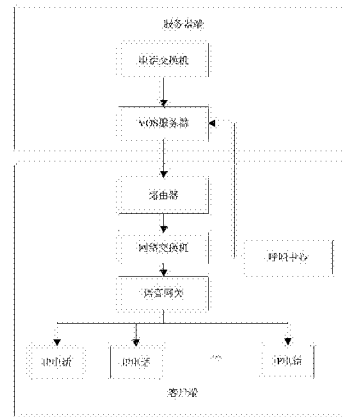 服务器端
电话交换机
VOS服务器
路由器
网络交换机
呼叫中心
语音网关
IP电话
IP电话
...
IP电话
客户端